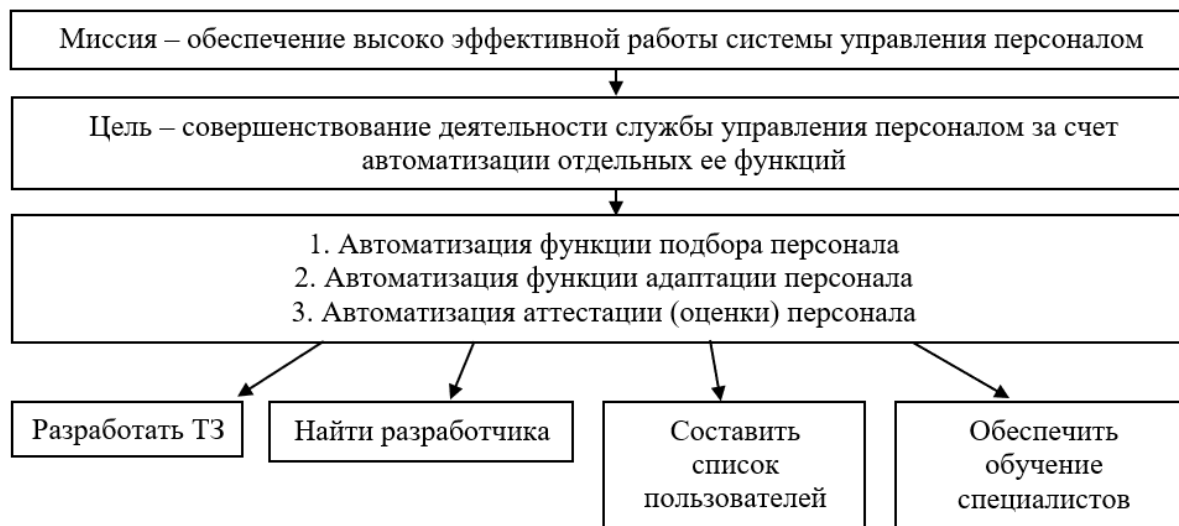 Миссия – обеспечение высоко эффективной работы системы управления персоналом
Цель – совершенствование деятельности службы управления персоналом за счет
автоматизации отдельных ее функций
1. Автоматизация функции подбора персонала
2. Автоматизация функции адаптации персонала
3. Автоматизация аттестации (оценки) персонала
Разработать ТЗ
Найти разработчика
Составить
список
пользователей
Обеспечить
обучение
специалистов